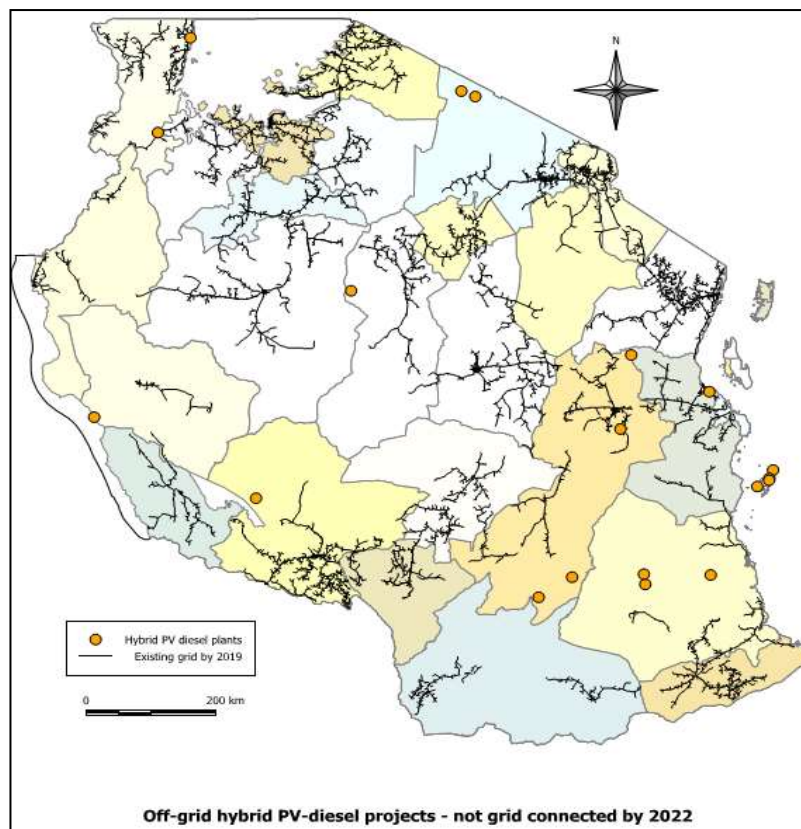 N
Hybrid PV diesel plants
Existing grid by 2019
0 200 km
Off-grid hybrid PV-diesel projects - not grid connected by 2022